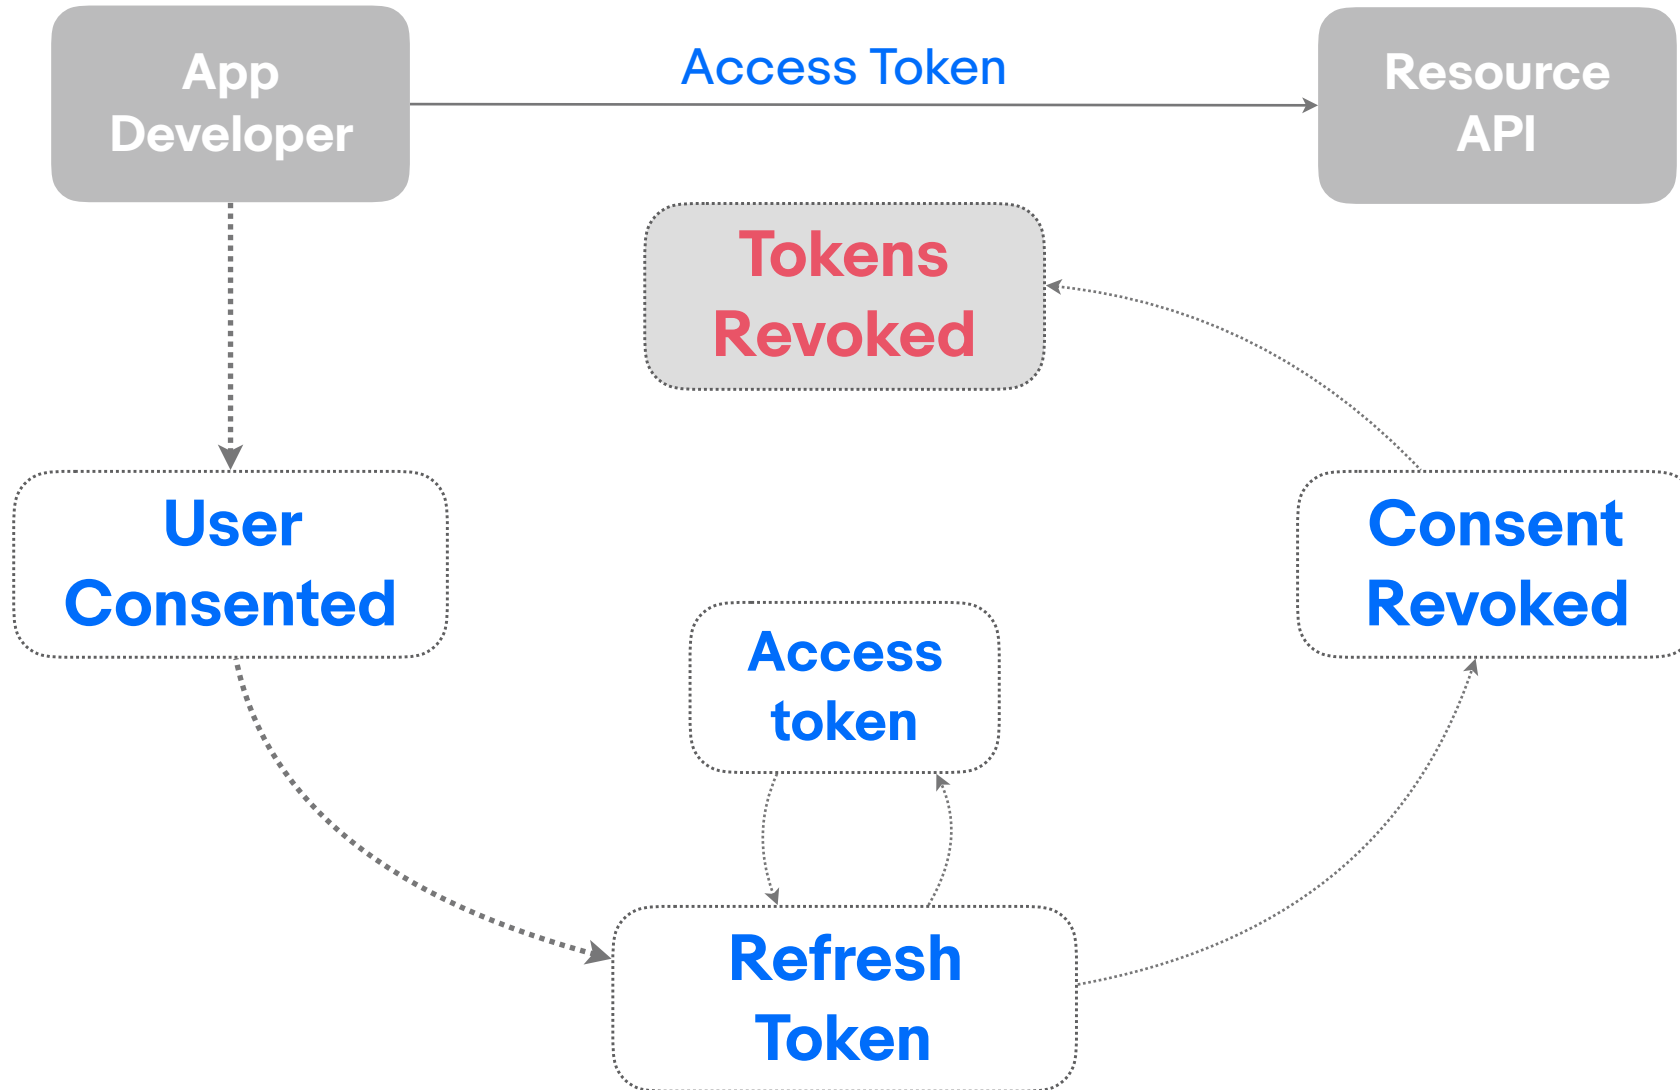 App
Developer
Access Token
Resource
API
Tokens
Revoked
User
Consented
Consent
Revoked
Access
token
Refresh
Token